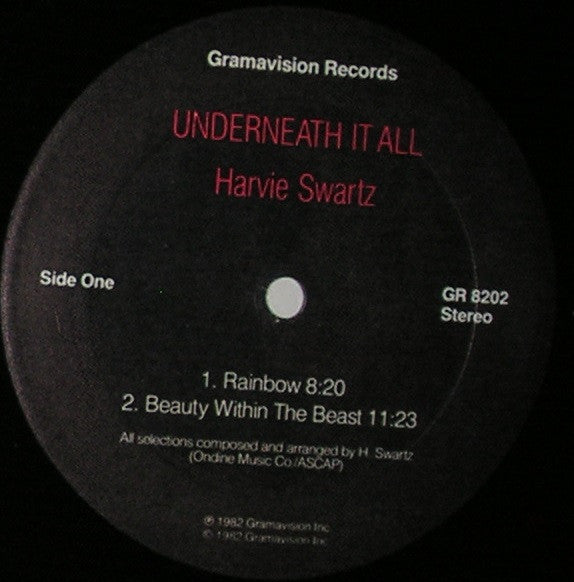 Gramavision Records
UNDERNEATH IT ALL
Harvie Swartz
Side One
GR 8202
Stereo
1. Rainbow 8:20
2. Beauty Within The Beast 11:23
All selections composed and arranged by H. Swartz
(Ondine Music Co./ASCAP)
℗ 1982 Gramavision Inc
© 1982 Gramavision Inc